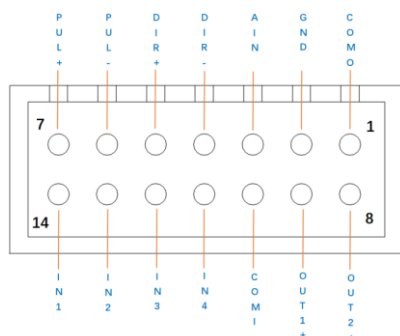 PUL+ PUL- DIR+ DIR- AIN GND COMO
7 1
14 8
IN1 IN2 IN3 IN4 COMI OUT1+ OUT2+